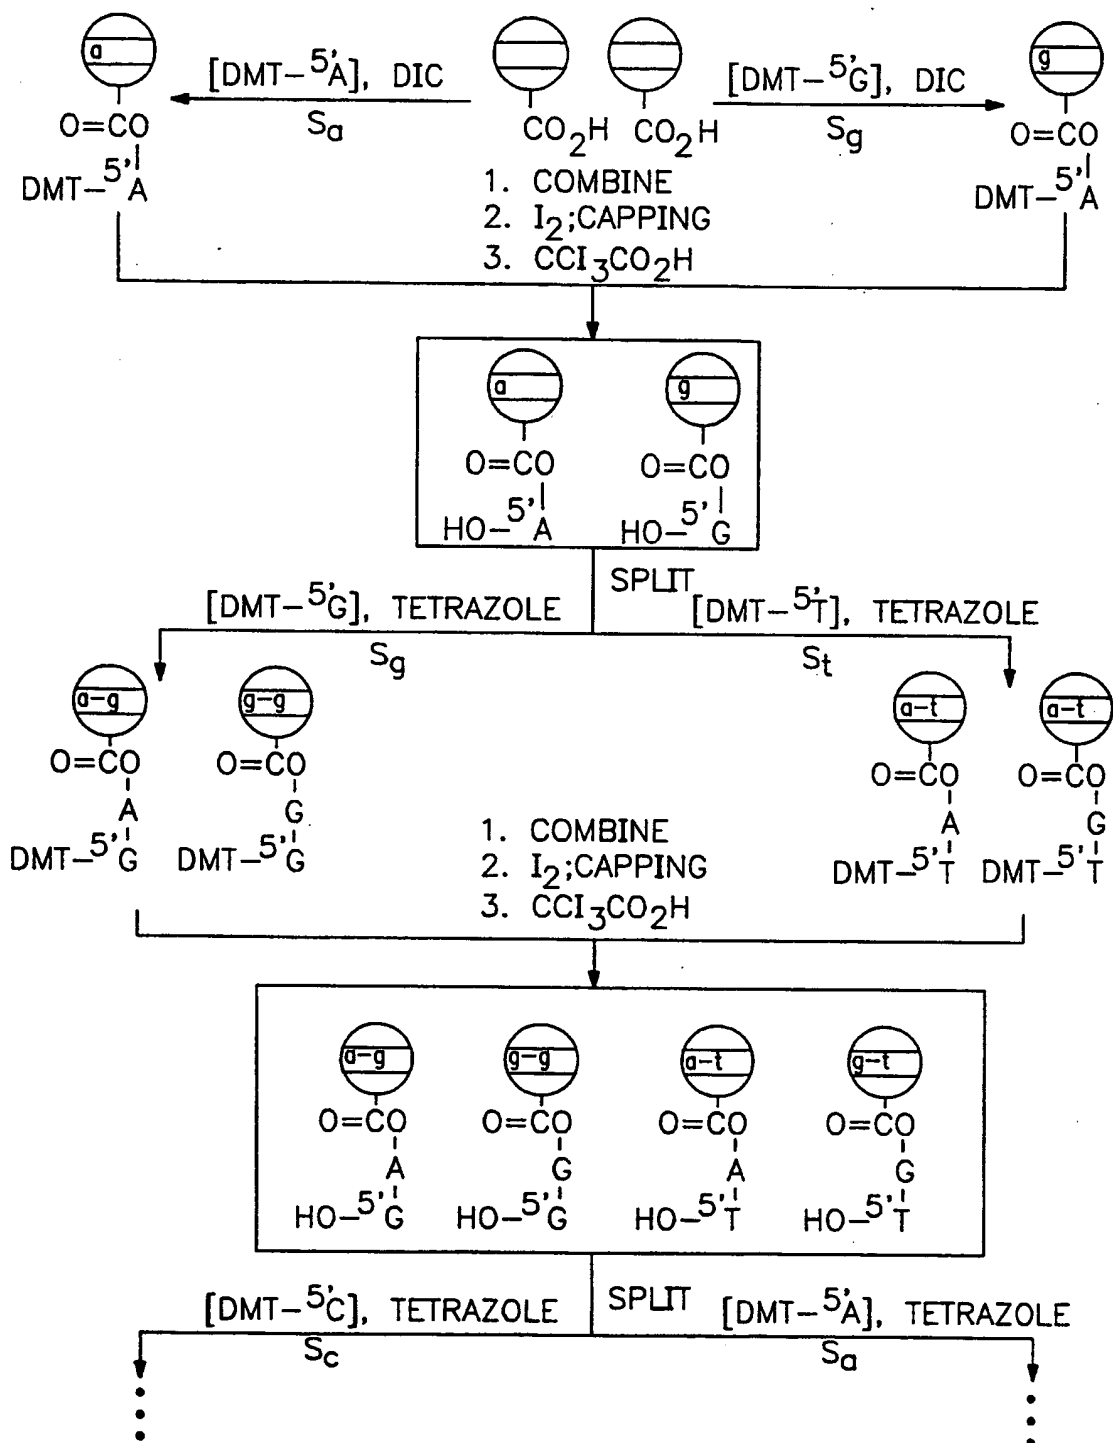 a
g
[DMT-5'A], DIC
Sa
[DMT-5'G], DIC
Sg
CO2H CO2H
O=CO
DMT-5'A
O=CO
DMT-5'A
1. COMBINE
2. I2;CAPPING
3. CCI3CO2H
a
g
O=CO
HO-5'A
O=CO
HO-5'G
SPLIT
[DMT-5'G], TETRAZOLE
Sg
[DMT-5'T], TETRAZOLE
St
a-g
g-g
a-t
a-t
O=CO
A
DMT-5'G
O=CO
G
DMT-5'G
O=CO
A
DMT-5'T
O=CO
G
DMT-5'T
1. COMBINE
2. I2;CAPPING
3. CCI3CO2H
a-g
g-g
a-t
g-t
O=CO
A
HO-5'G
O=CO
G
HO-5'G
O=CO
A
HO-5'T
O=CO
G
HO-5'T
SPLIT
[DMT-5'C], TETRAZOLE
Sc
[DMT-5'A], TETRAZOLE
Sa